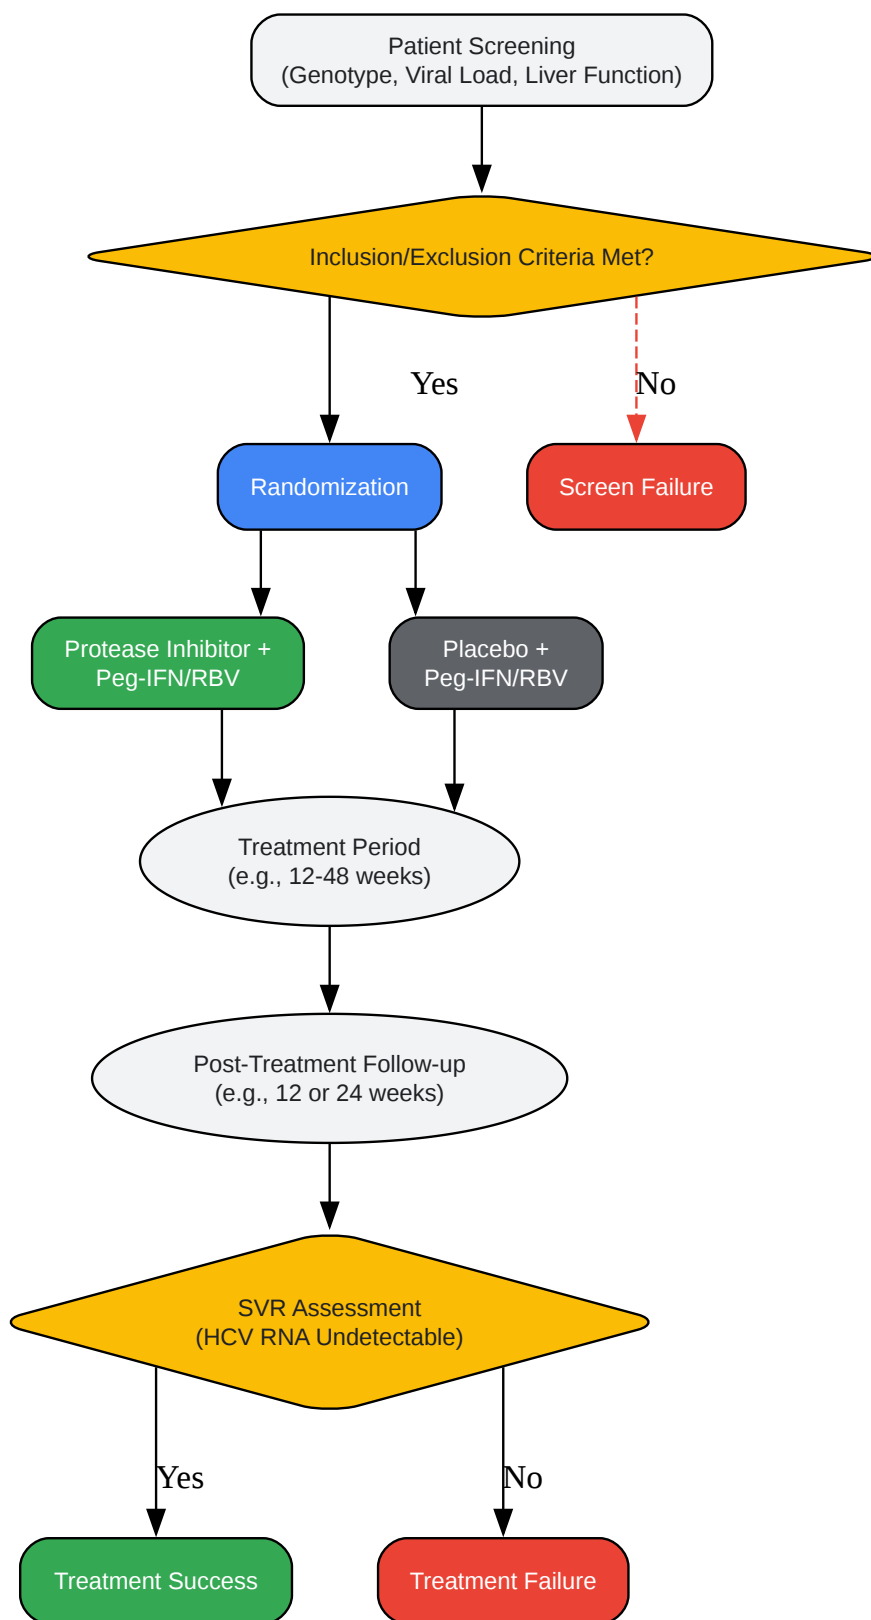 Patient Screening
(Genotype, Viral Load, Liver Function)
Inclusion/Exclusion Criteria Met?
Yes
No
Randomization
Screen Failure
Protease Inhibitor +
Peg-IFN/RBV
Placebo +
Peg-IFN/RBV
Treatment Period
(e.g., 12-48 weeks)
Post-Treatment Follow-up
(e.g., 12 or 24 weeks)
SVR Assessment
(HCV RNA Undetectable)
Yes
No
Treatment Success
Treatment Failure